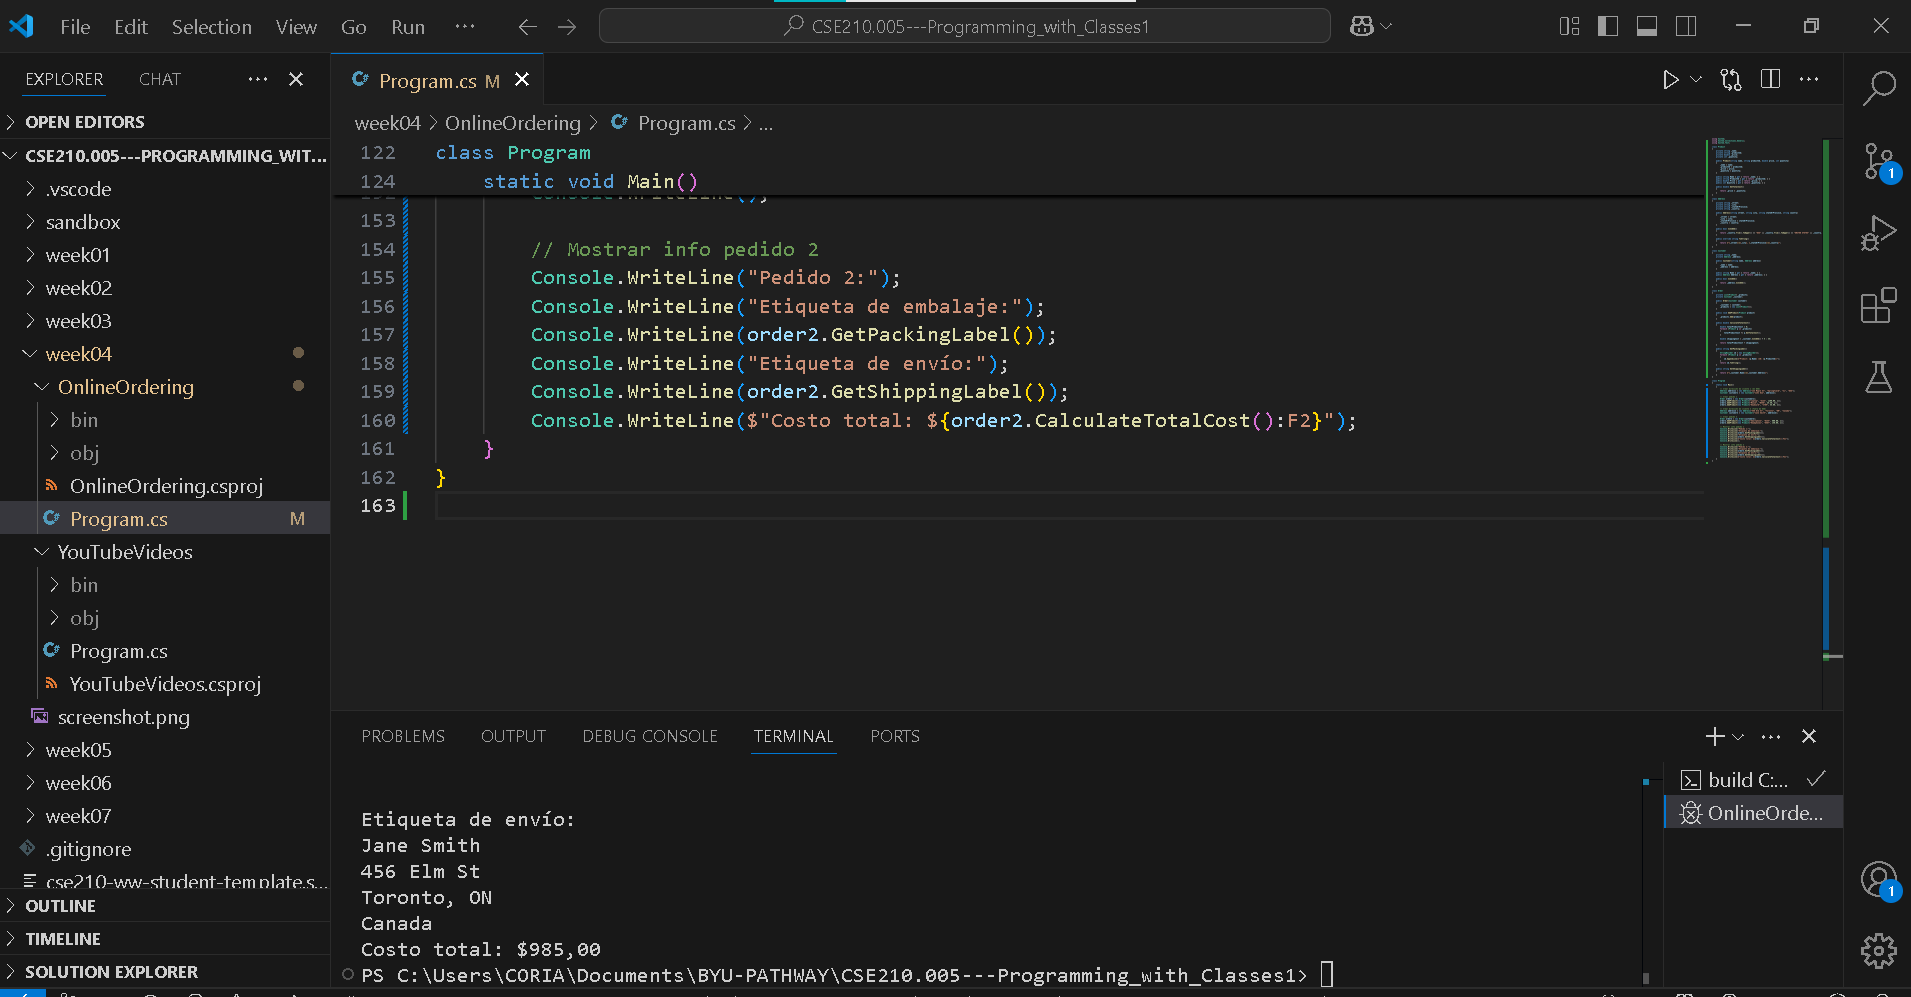 File Edit Selection View Go Run ···
CSE210.005---Programming_with_Classes1
EXPLORER CHAT
Program.cs M
OPEN EDITORS
CSE210.005---PROGRAMMING_WIT...
.vscode
sandbox
week01
week02
week03
week04
OnlineOrdering
bin
obj
OnlineOrdering.csproj
Program.cs M
YouTubeVideos
bin
obj
Program.cs
YouTubeVideos.csproj
screenshot.png
week05
week06
week07
.gitignore
cse210-ww-student-template.s...
OUTLINE
TIMELINE
SOLUTION EXPLORER
week04 > OnlineOrdering > Program.cs > ...
122 class Program
124 static void Main()
153
154 // Mostrar info pedido 2
155 Console.WriteLine("Pedido 2:");
156 Console.WriteLine("Etiqueta de embalaje:");
157 Console.WriteLine(order2.GetPackingLabel());
158 Console.WriteLine("Etiqueta de envío:");
159 Console.WriteLine(order2.GetShippingLabel());
160 Console.WriteLine($"Costo total: ${order2.CalculateTotalCost():F2}");
161 }
162 }
163
PROBLEMS OUTPUT DEBUG CONSOLE TERMINAL PORTS
Etiqueta de envío:
Jane Smith
456 Elm St
Toronto, ON
Canada
Costo total: $985,00
PS C:\Users\CORIA\Documents\BYU-PATHWAY\CSE210.005---Programming_with_Classes1>
build C:...
OnlineOrde...
1
1